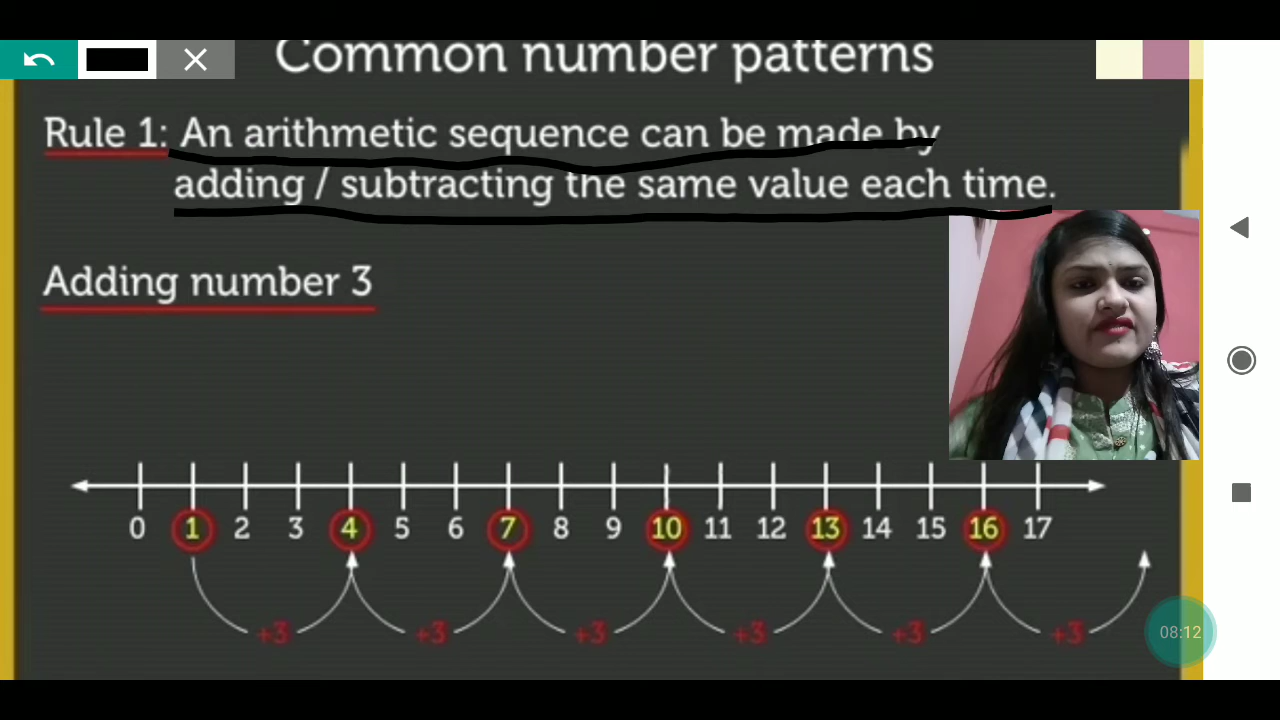 Common number patterns
Rule 1: An arithmetic sequence can be made by
adding / subtracting the same value each time.
Adding number 3
0 1 2 3 4 5 6 7 8 9 10 11 12 13 14 15 16 17
+3 +3 +3 +3 +3 +3
08:12